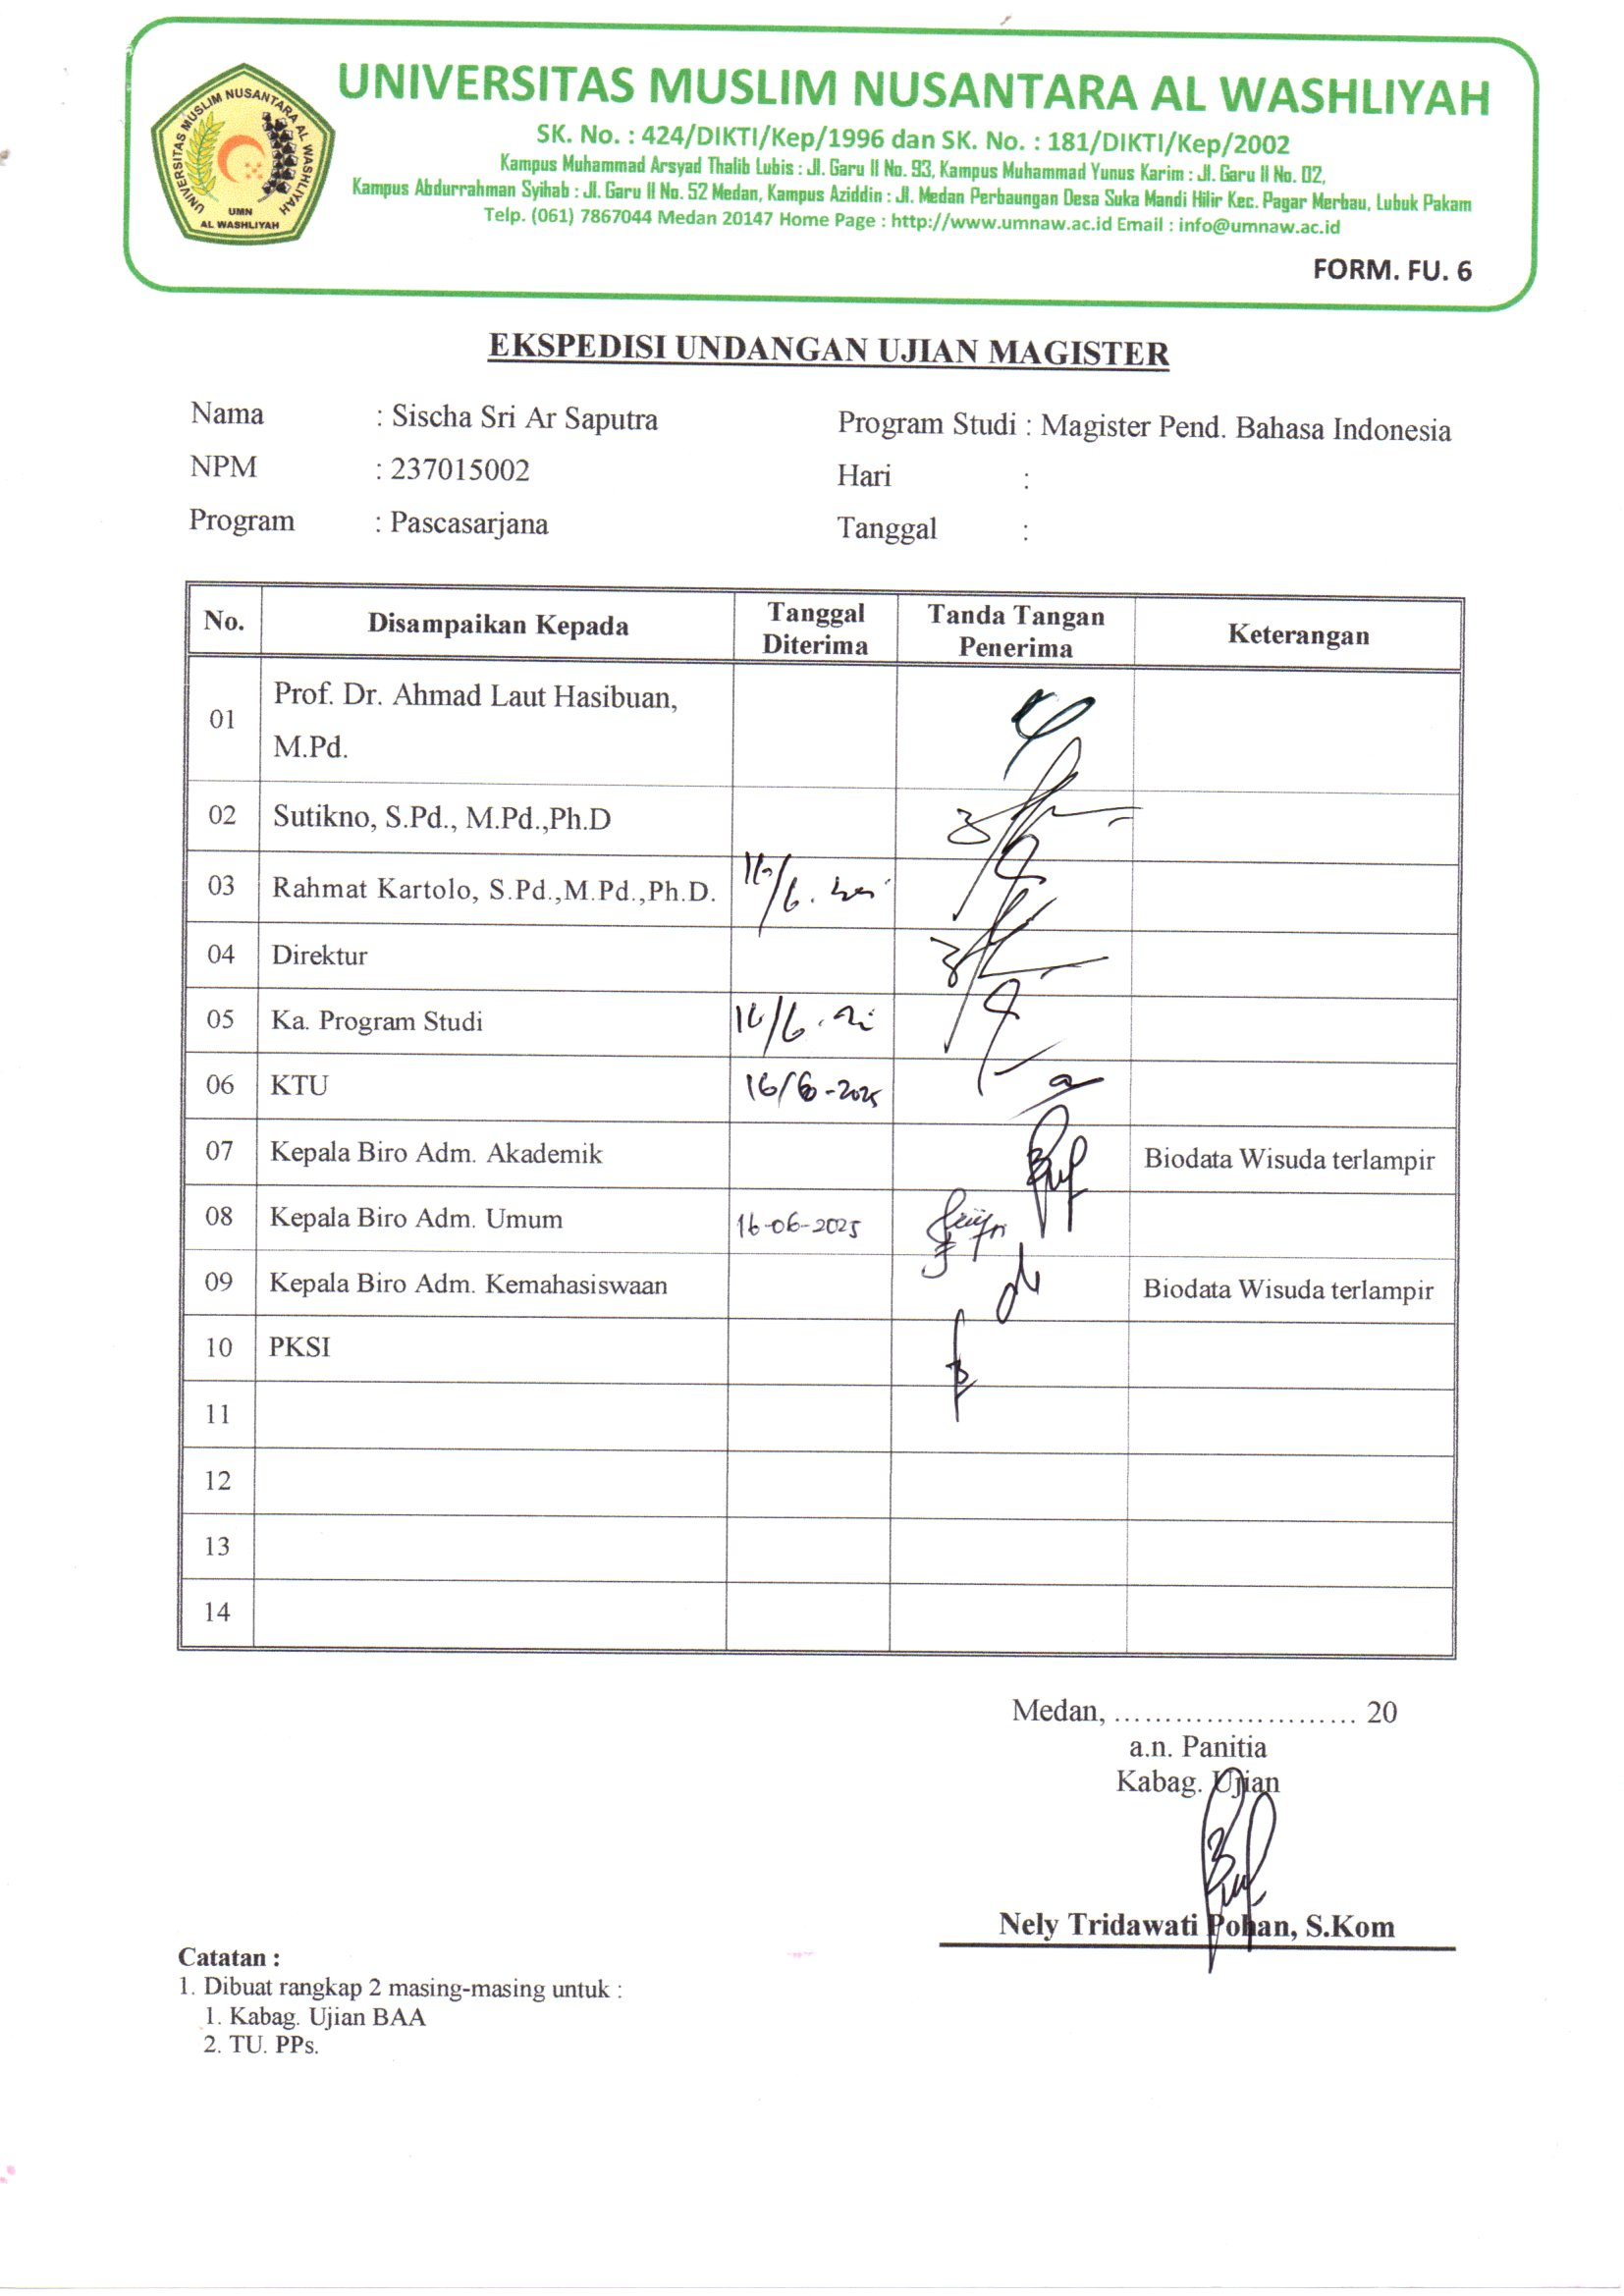 UNIVERSITAS MUSLIM NUSANTARA AL WASHLIYAH
UMN
AL WASHLIYAH
UNIVERSITAS MUSLIM NUSANTARA AL WASHLIYAH
SK. No. : 424/DIKTI/Kep/1996 dan SK. No. : 181/DIKTI/Kep/2002
Kampus Muhammad Arsyad Thalib Lubis : Jl. Garu II No. 93, Kampus Muhammad Yunus Karim : Jl. Garu II No. 02,
Kampus Abdurrahman Syihab : Jl. Garu II No. 52 Medan, Kampus Aziddin : Jl. Medan Perbaungan Desa Suka Mandi Hilir Kec. Pagar Merbau, Lubuk Pakam
Telp. (061) 7867044 Medan 20147 Home Page : http://www.umnaw.ac.id Email : info@umnaw.ac.id
FORM. FU. 6
EKSPEDISI UNDANGAN UJIAN MAGISTER
Nama : Sischa Sri Ar Saputra Program Studi : Magister Pend. Bahasa Indonesia
NPM : 237015002 Hari :
Program : Pascasarjana Tanggal :
No. Disampaikan Kepada Tanggal Diterima Tanda Tangan Penerima Keterangan
01 Prof. Dr. Ahmad Laut Hasibuan,
M.Pd.
02 Sutikno, S.Pd., M.Pd.,Ph.D
03 Rahmat Kartolo, S.Pd.,M.Pd.,Ph.D.
04 Direktur
05 Ka. Program Studi
06 KTU 16/6-2025
07 Kepala Biro Adm. Akademik Biodata Wisuda terlampir
08 Kepala Biro Adm. Umum 16-06-2025
09 Kepala Biro Adm. Kemahasiswaan Biodata Wisuda terlampir
10 PKSI
11
12
13
14
Medan, ........................ 20
a.n. Panitia
Kabag. Ujian
Nely Tridawati Pohan, S.Kom
Catatan :
1. Dibuat rangkap 2 masing-masing untuk :
1. Kabag. Ujian BAA
2. TU. PPs.